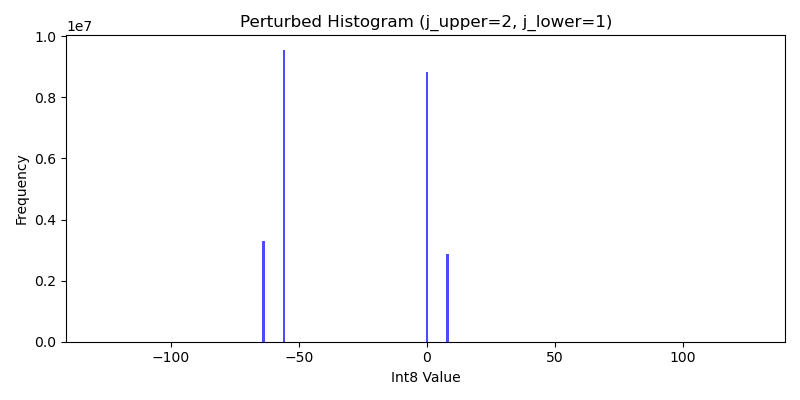 Perturbed Histogram (j_upper=2, j_lower=1)
1e7
1.0
0.8
0.6
0.4
0.2
0.0
Frequency
−100
−50
0
50
100
Int8 Value